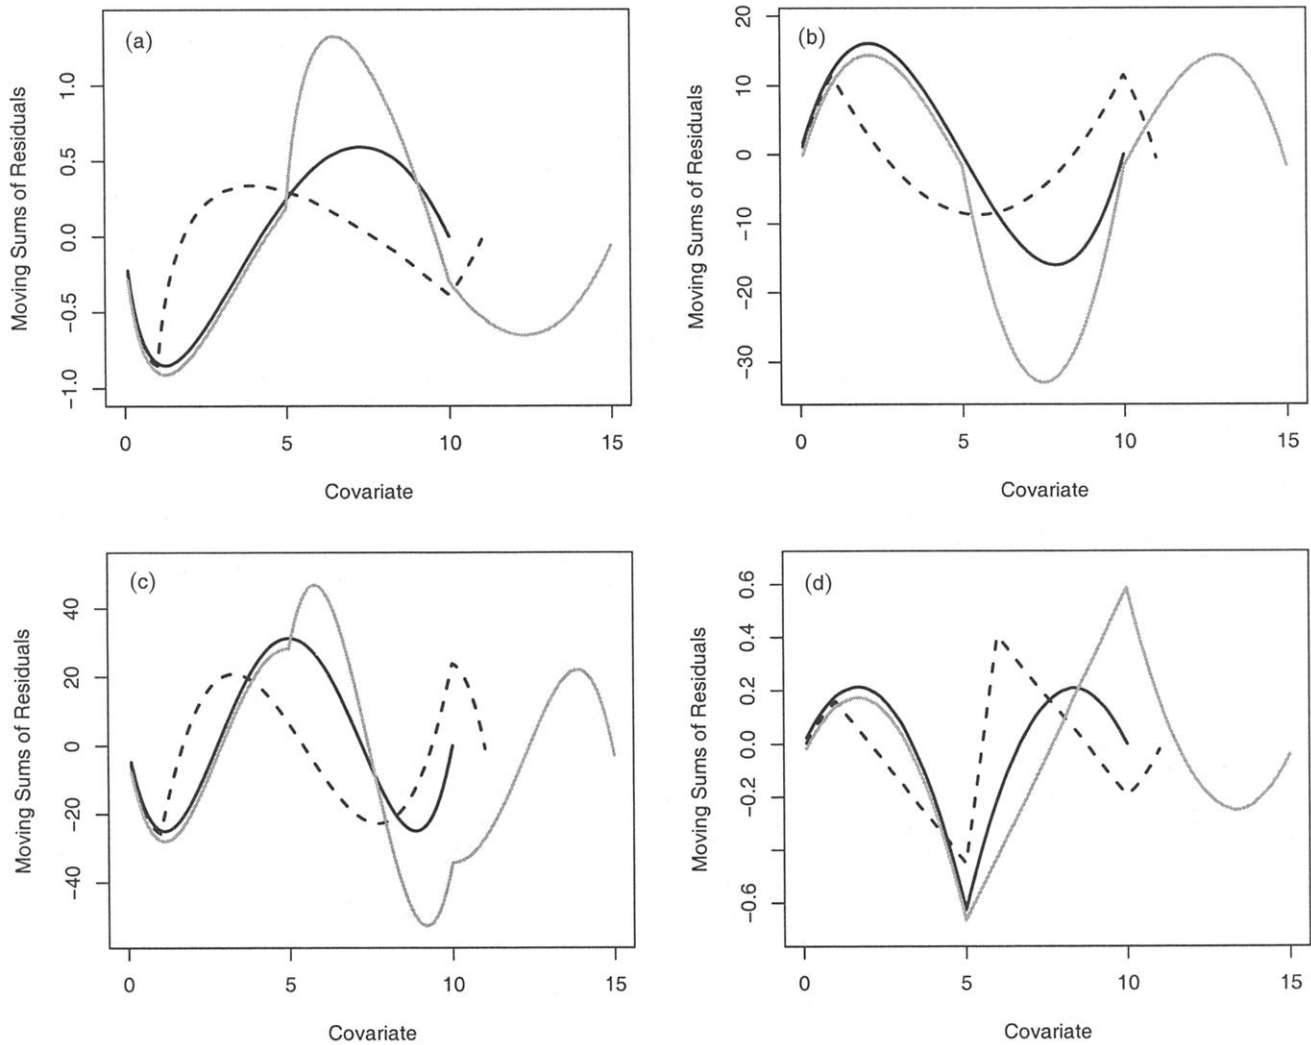 (a)
Moving Sums of Residuals
1.0
0.5
0.0
−0.5
−1.0
0 5 10 15
Covariate
(b)
Moving Sums of Residuals
20
10
0
−10
−20
−30
0 5 10 15
Covariate
(c)
Moving Sums of Residuals
40
20
0
−20
−40
0 5 10 15
Covariate
(d)
Moving Sums of Residuals
0.6
0.4
0.2
0.0
−0.2
−0.6
0 5 10 15
Covariate